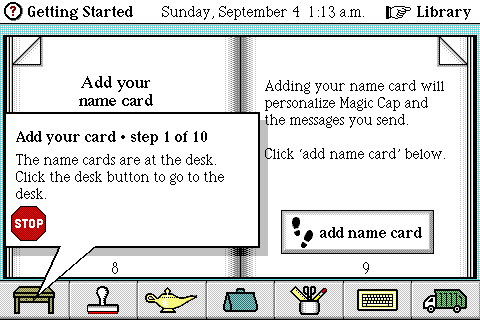 Getting Started
Sunday, September 4 1:13 a.m.
Library
Add your
name card
Add your card • step 1 of 10
The name cards are at the desk.
Click the desk button to go to the
desk.
STOP
8
Adding your name card will
personalize Magic Cap and
the messages you send.
Click ‘add name card’ below.
add name card
9